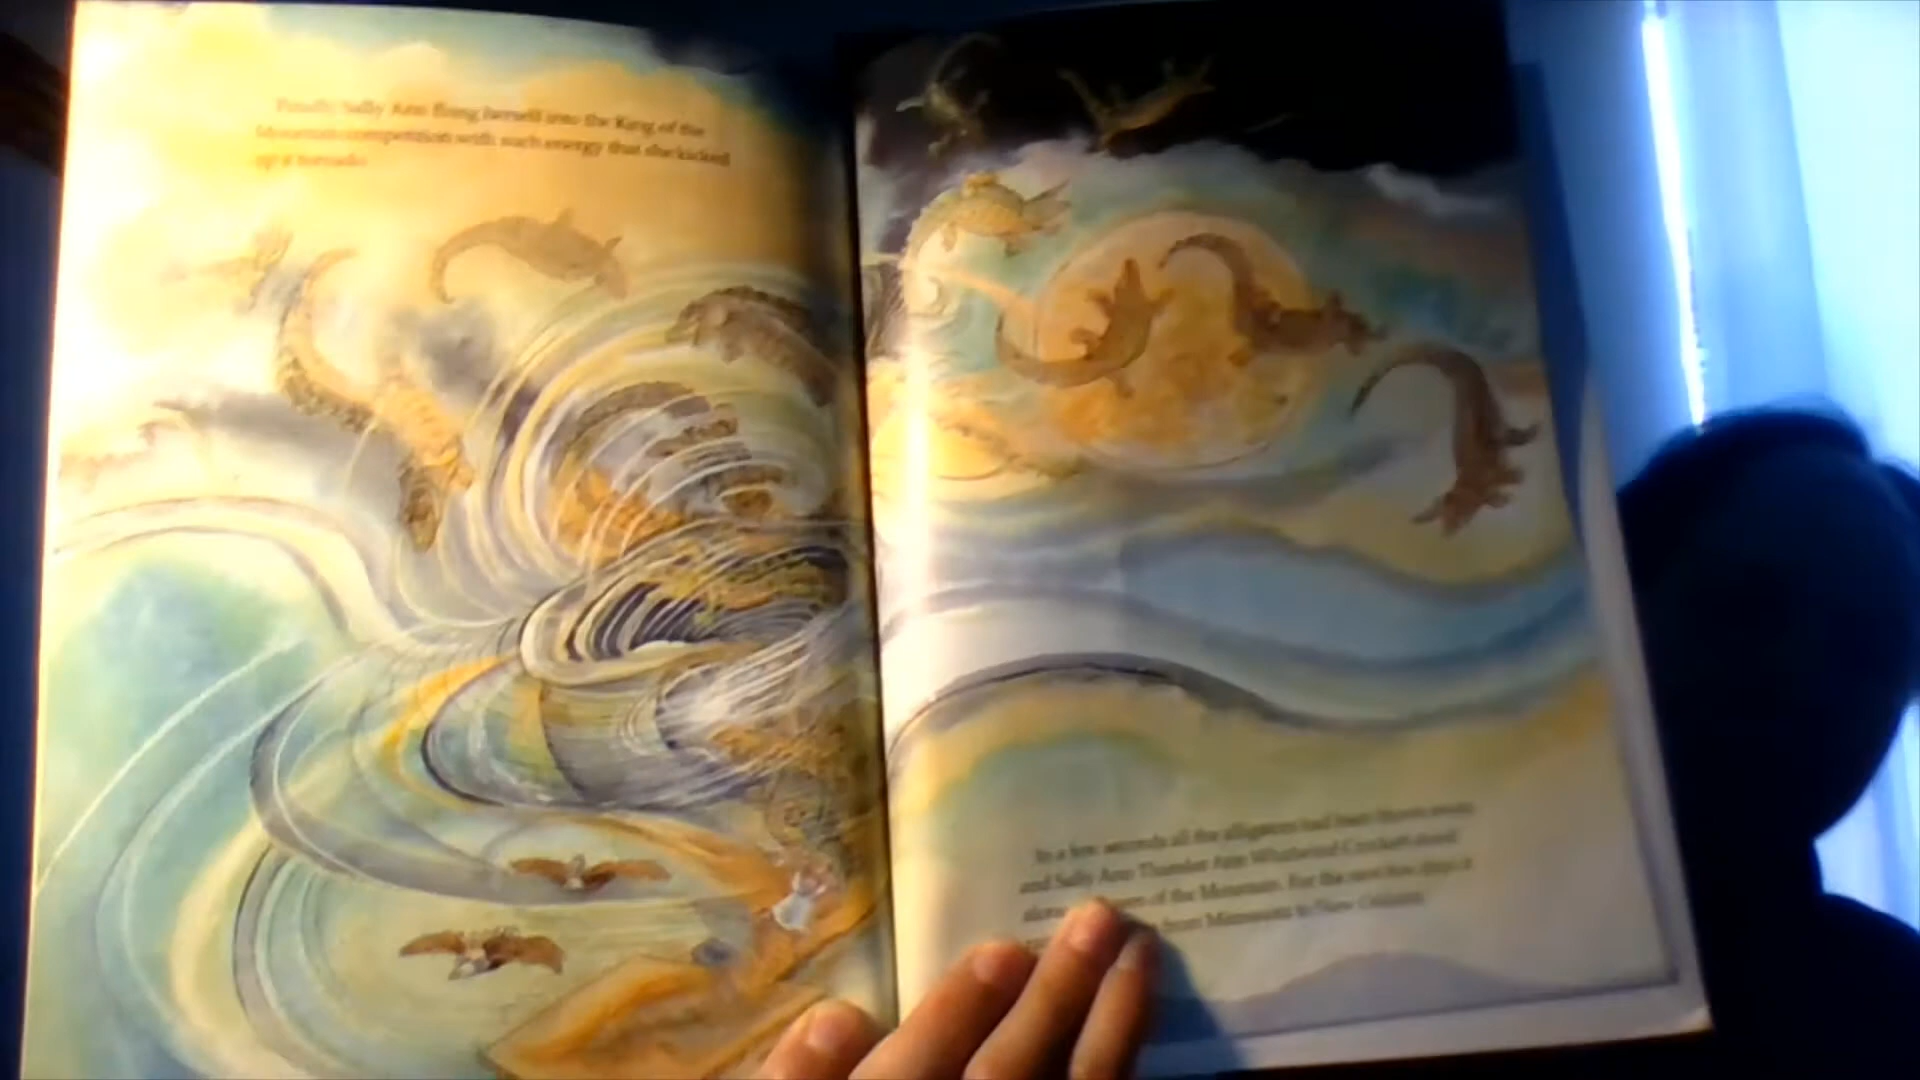 Finally Sally Ann flung herself into the King of the
Mountain competition with such energy that she kicked
up a tornado.
In a few seconds all the alligators had been blown away,
and Sally Ann Thunder Ann Whirlwind Crockett stood
alone of the Mountain. For the next few days it
from Minnesota to New Orleans.